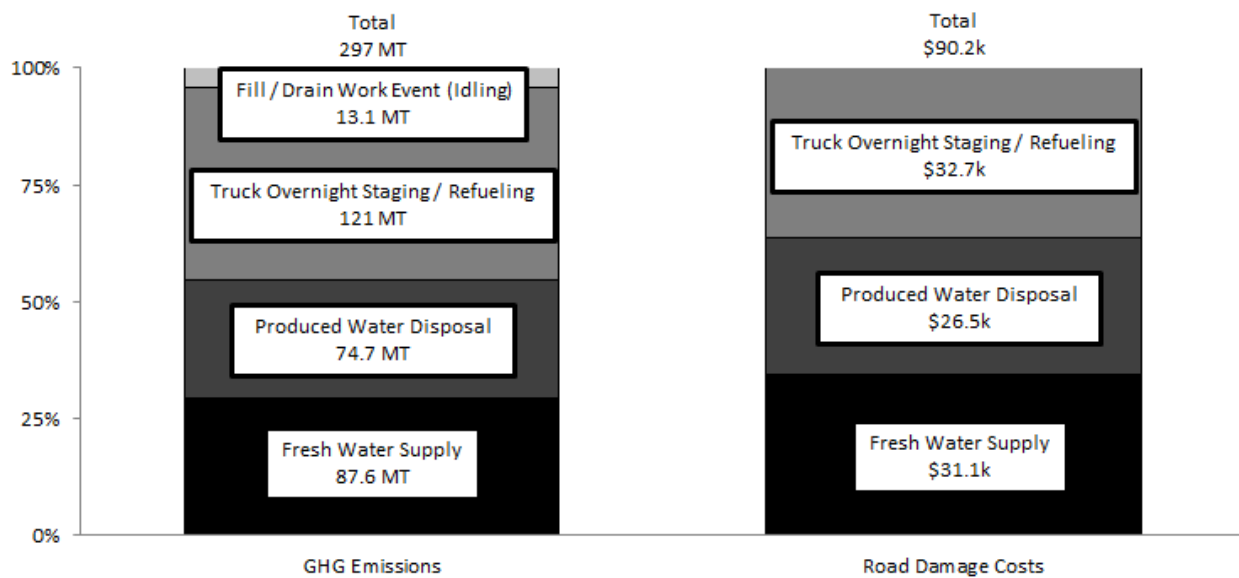 Total
297 MT
Total
$90.2k
100%
75%
50%
25%
0%
Fill / Drain Work Event (Idling)
13.1 MT
Truck Overnight Staging / Refueling
121 MT
Produced Water Disposal
74.7 MT
Fresh Water Supply
87.6 MT
Truck Overnight Staging / Refueling
$32.7k
Produced Water Disposal
$26.5k
Fresh Water Supply
$31.1k
GHG Emissions
Road Damage Costs